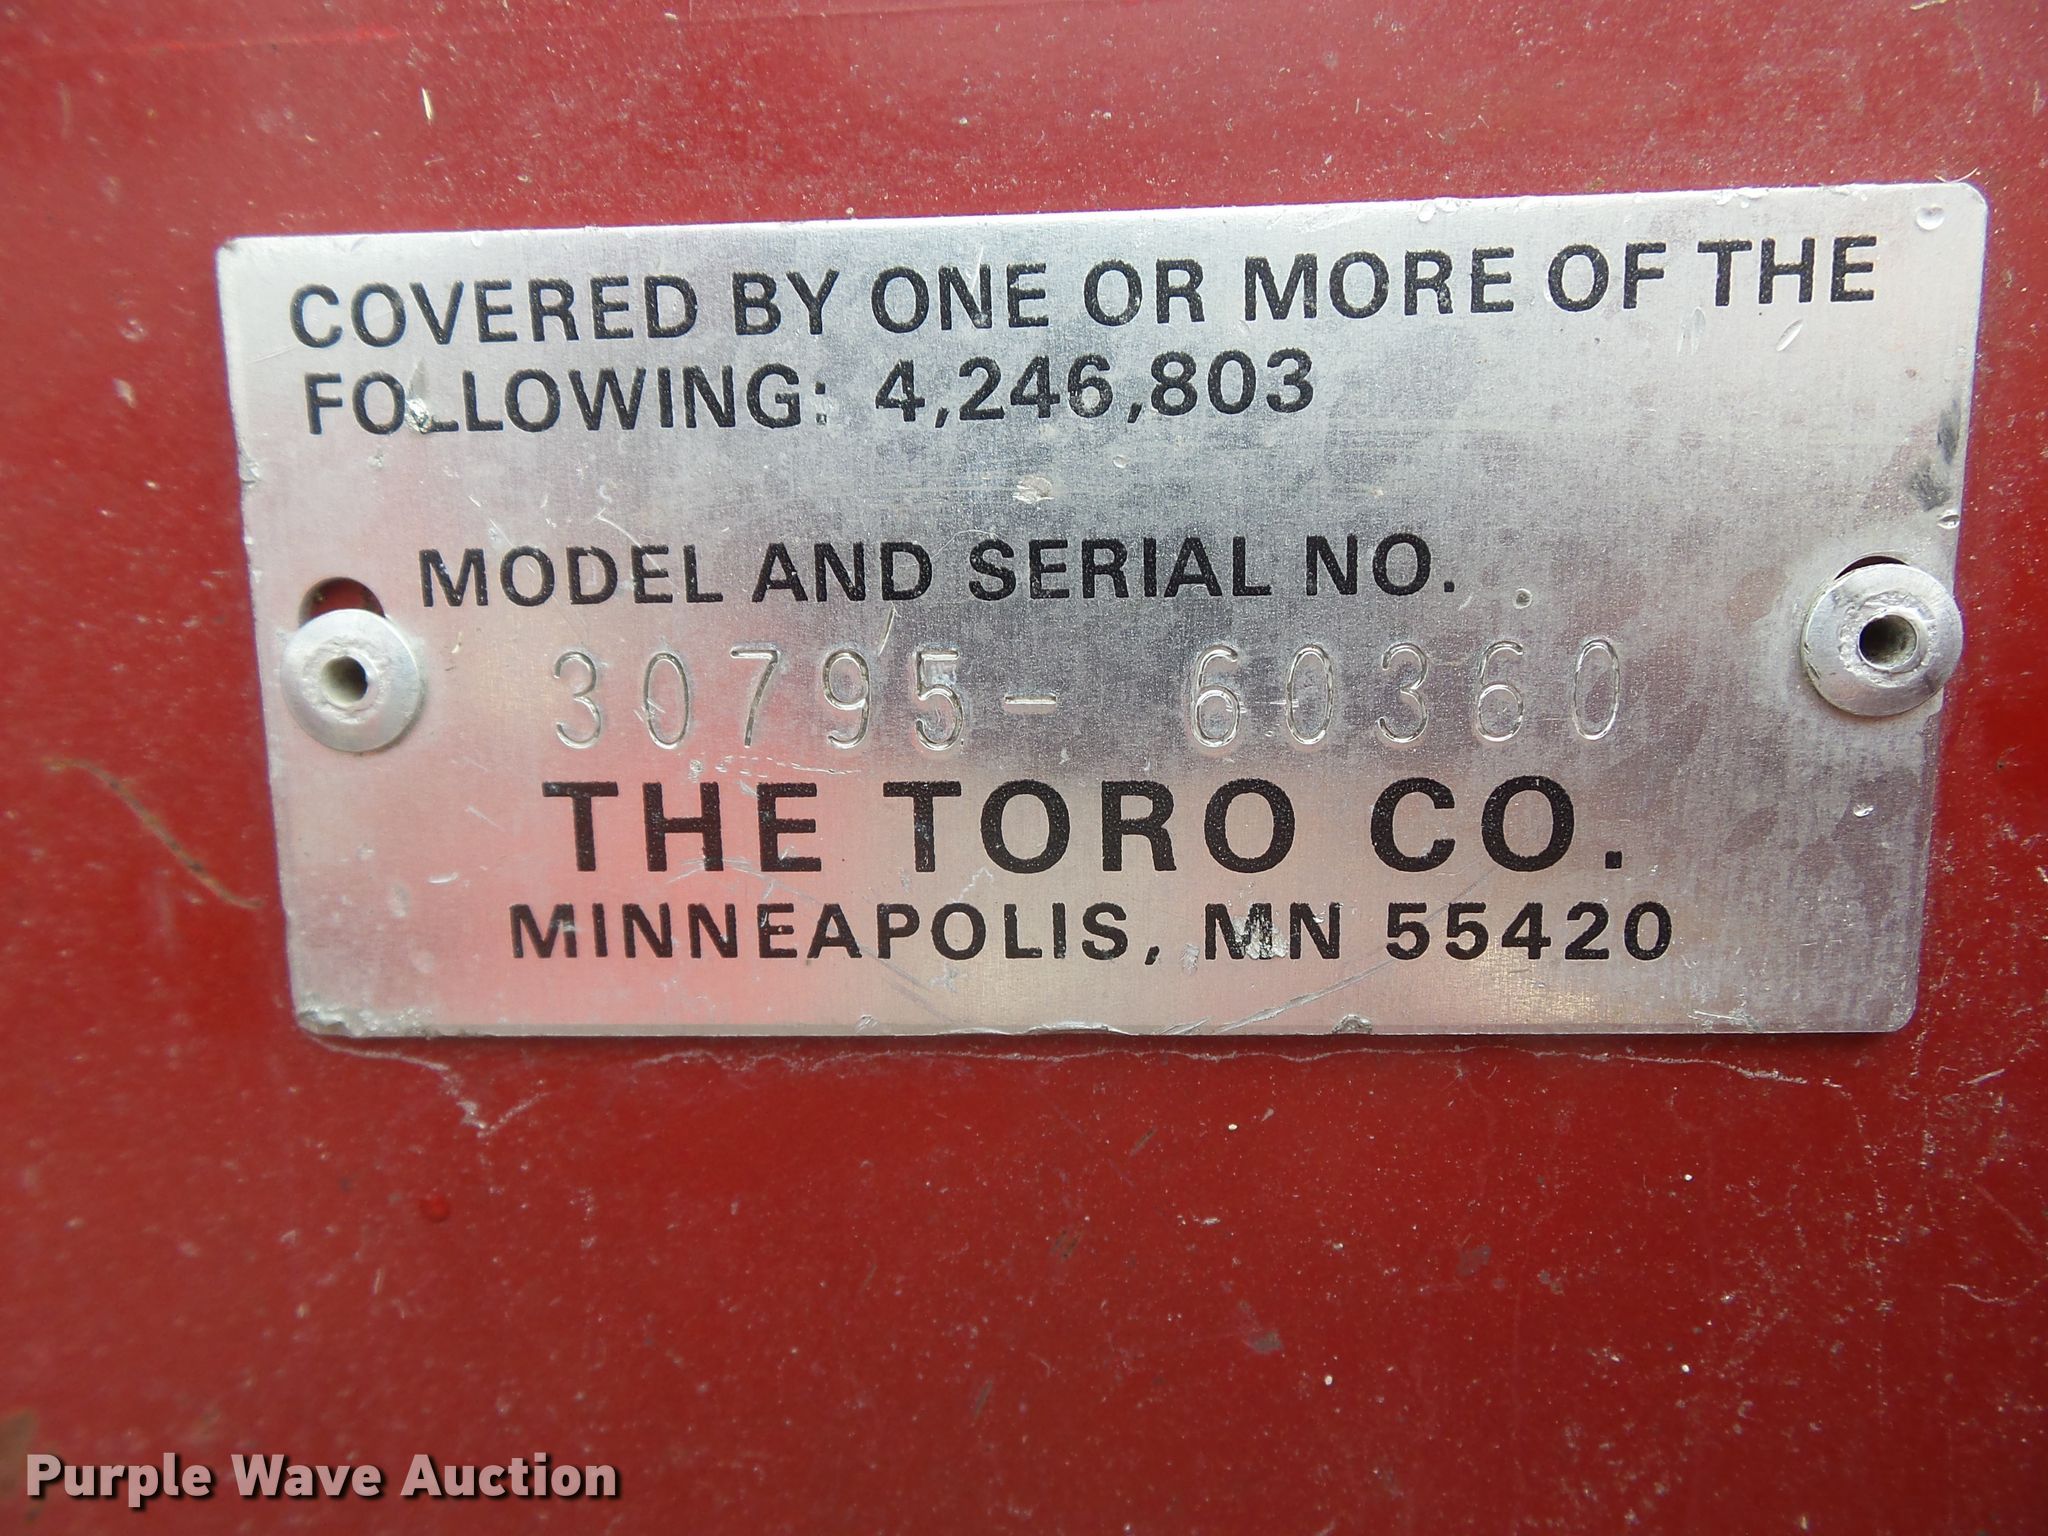 COVERED BY ONE OR MORE OF THE
FOLLOWING: 4,246,803
MODEL AND SERIAL NO.
30795- 60360
THE TORO CO.
MINNEAPOLIS, MN 55420
Purple Wave Auction